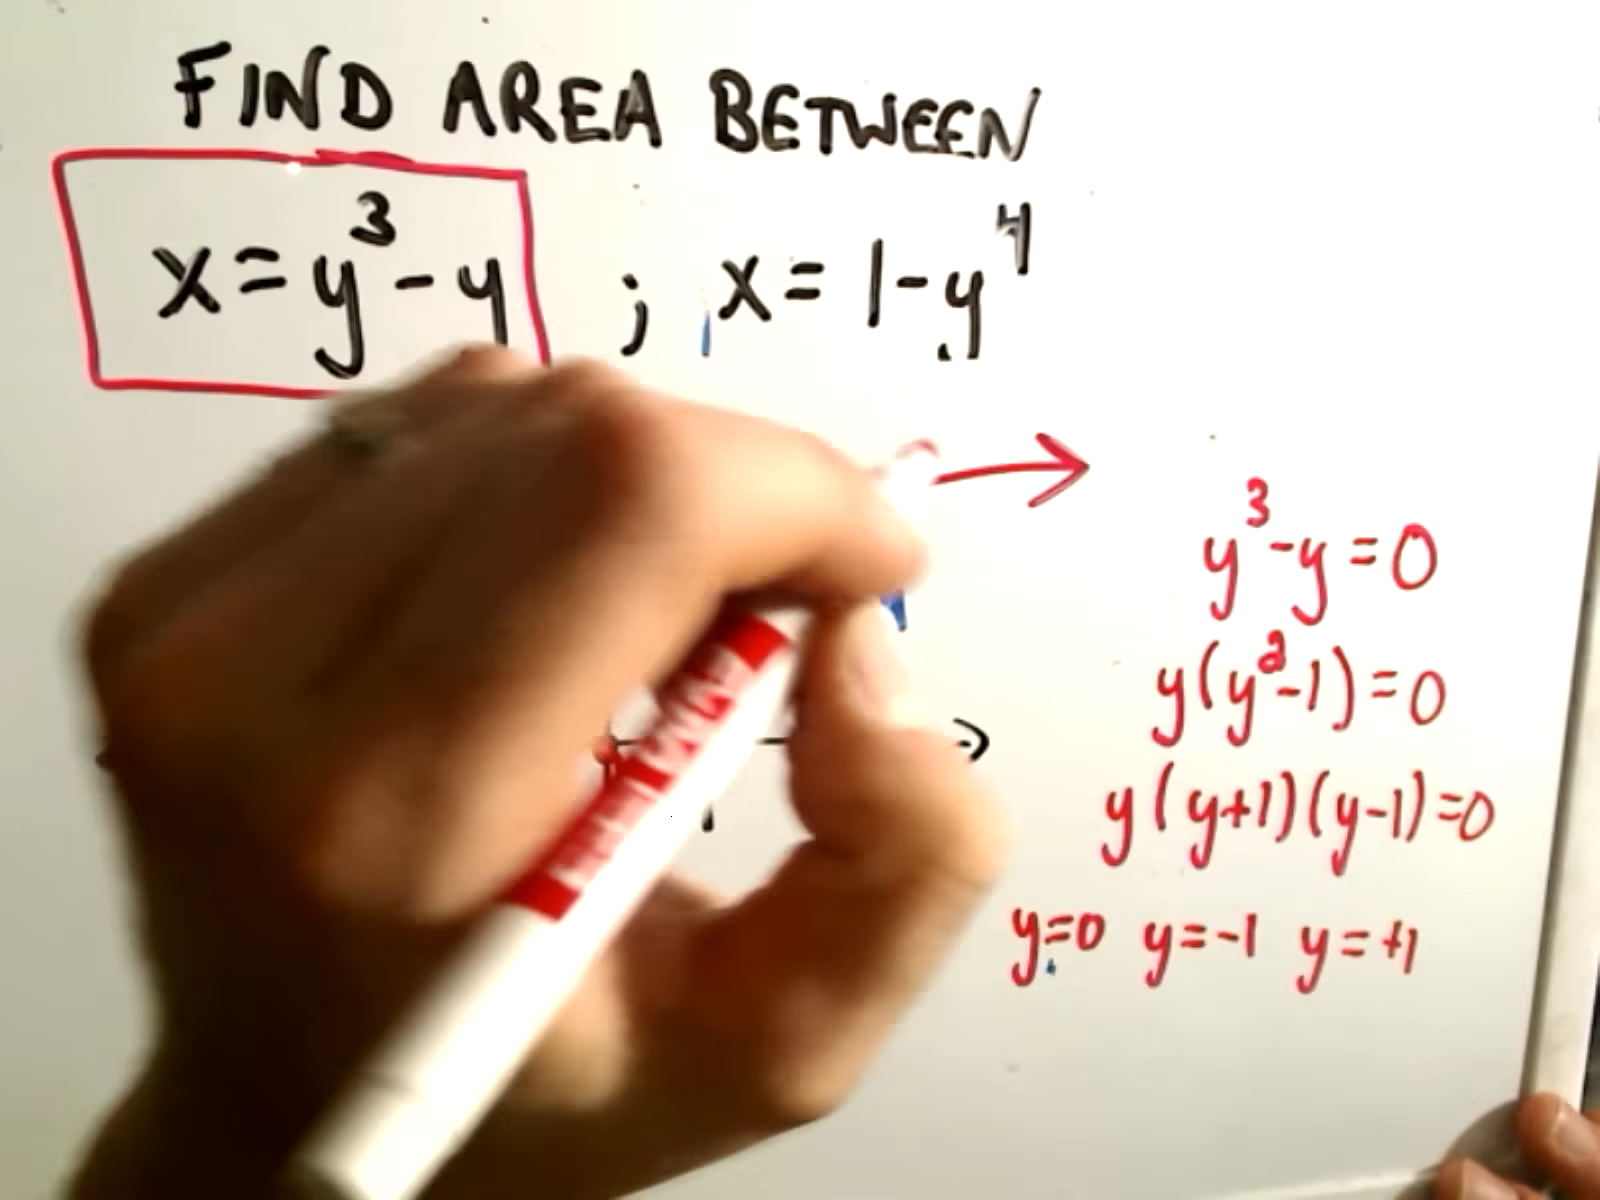 FIND AREA BETWEEN
x=y³-y ; x=1-y⁴
y³-y=0
y(y²-1)=0
y(y+1)(y-1)=0
y=0 y=-1 y=+1